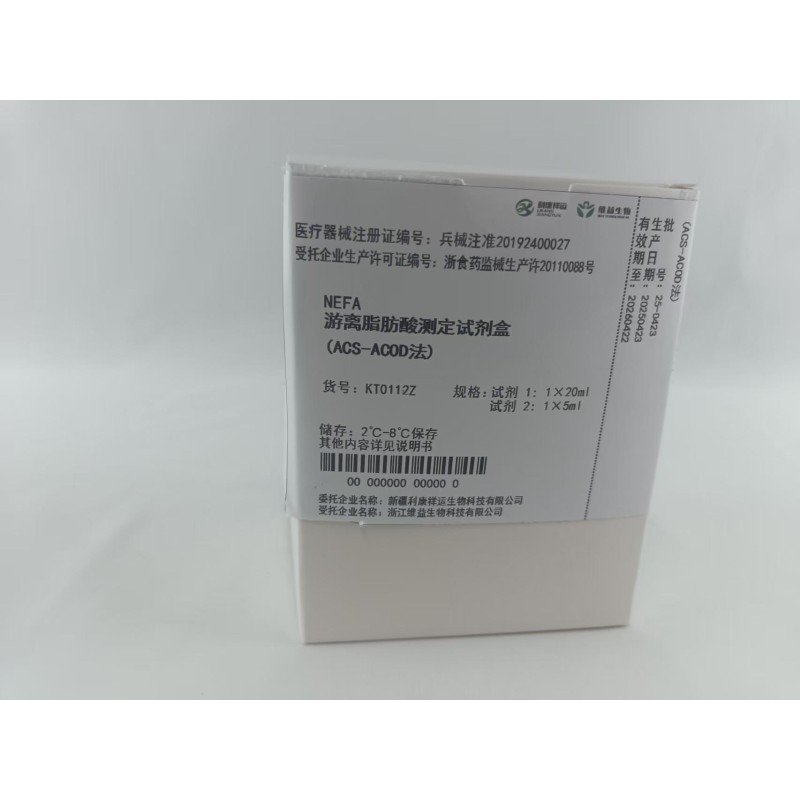 利康祥运
维益生物
医疗器械注册证编号：兵械注准20192400027
受托企业生产许可证编号：浙食药监械生产许20110088号
NEFA
游离脂肪酸测定试剂盒
(ACS-ACOD法)
货号：KT0112Z
规格：试剂 1: 1×20ml
试剂 2: 1×5ml
储存：2℃-8℃保存
其他内容详见说明书
00 000000 00000 0
委托企业名称：新疆利康祥运生物科技有限公司
受托企业名称：浙江维益生物科技有限公司
(ACS-ACOD法)
批号：25-0423
生产日期：20250423
有效期至：20260422